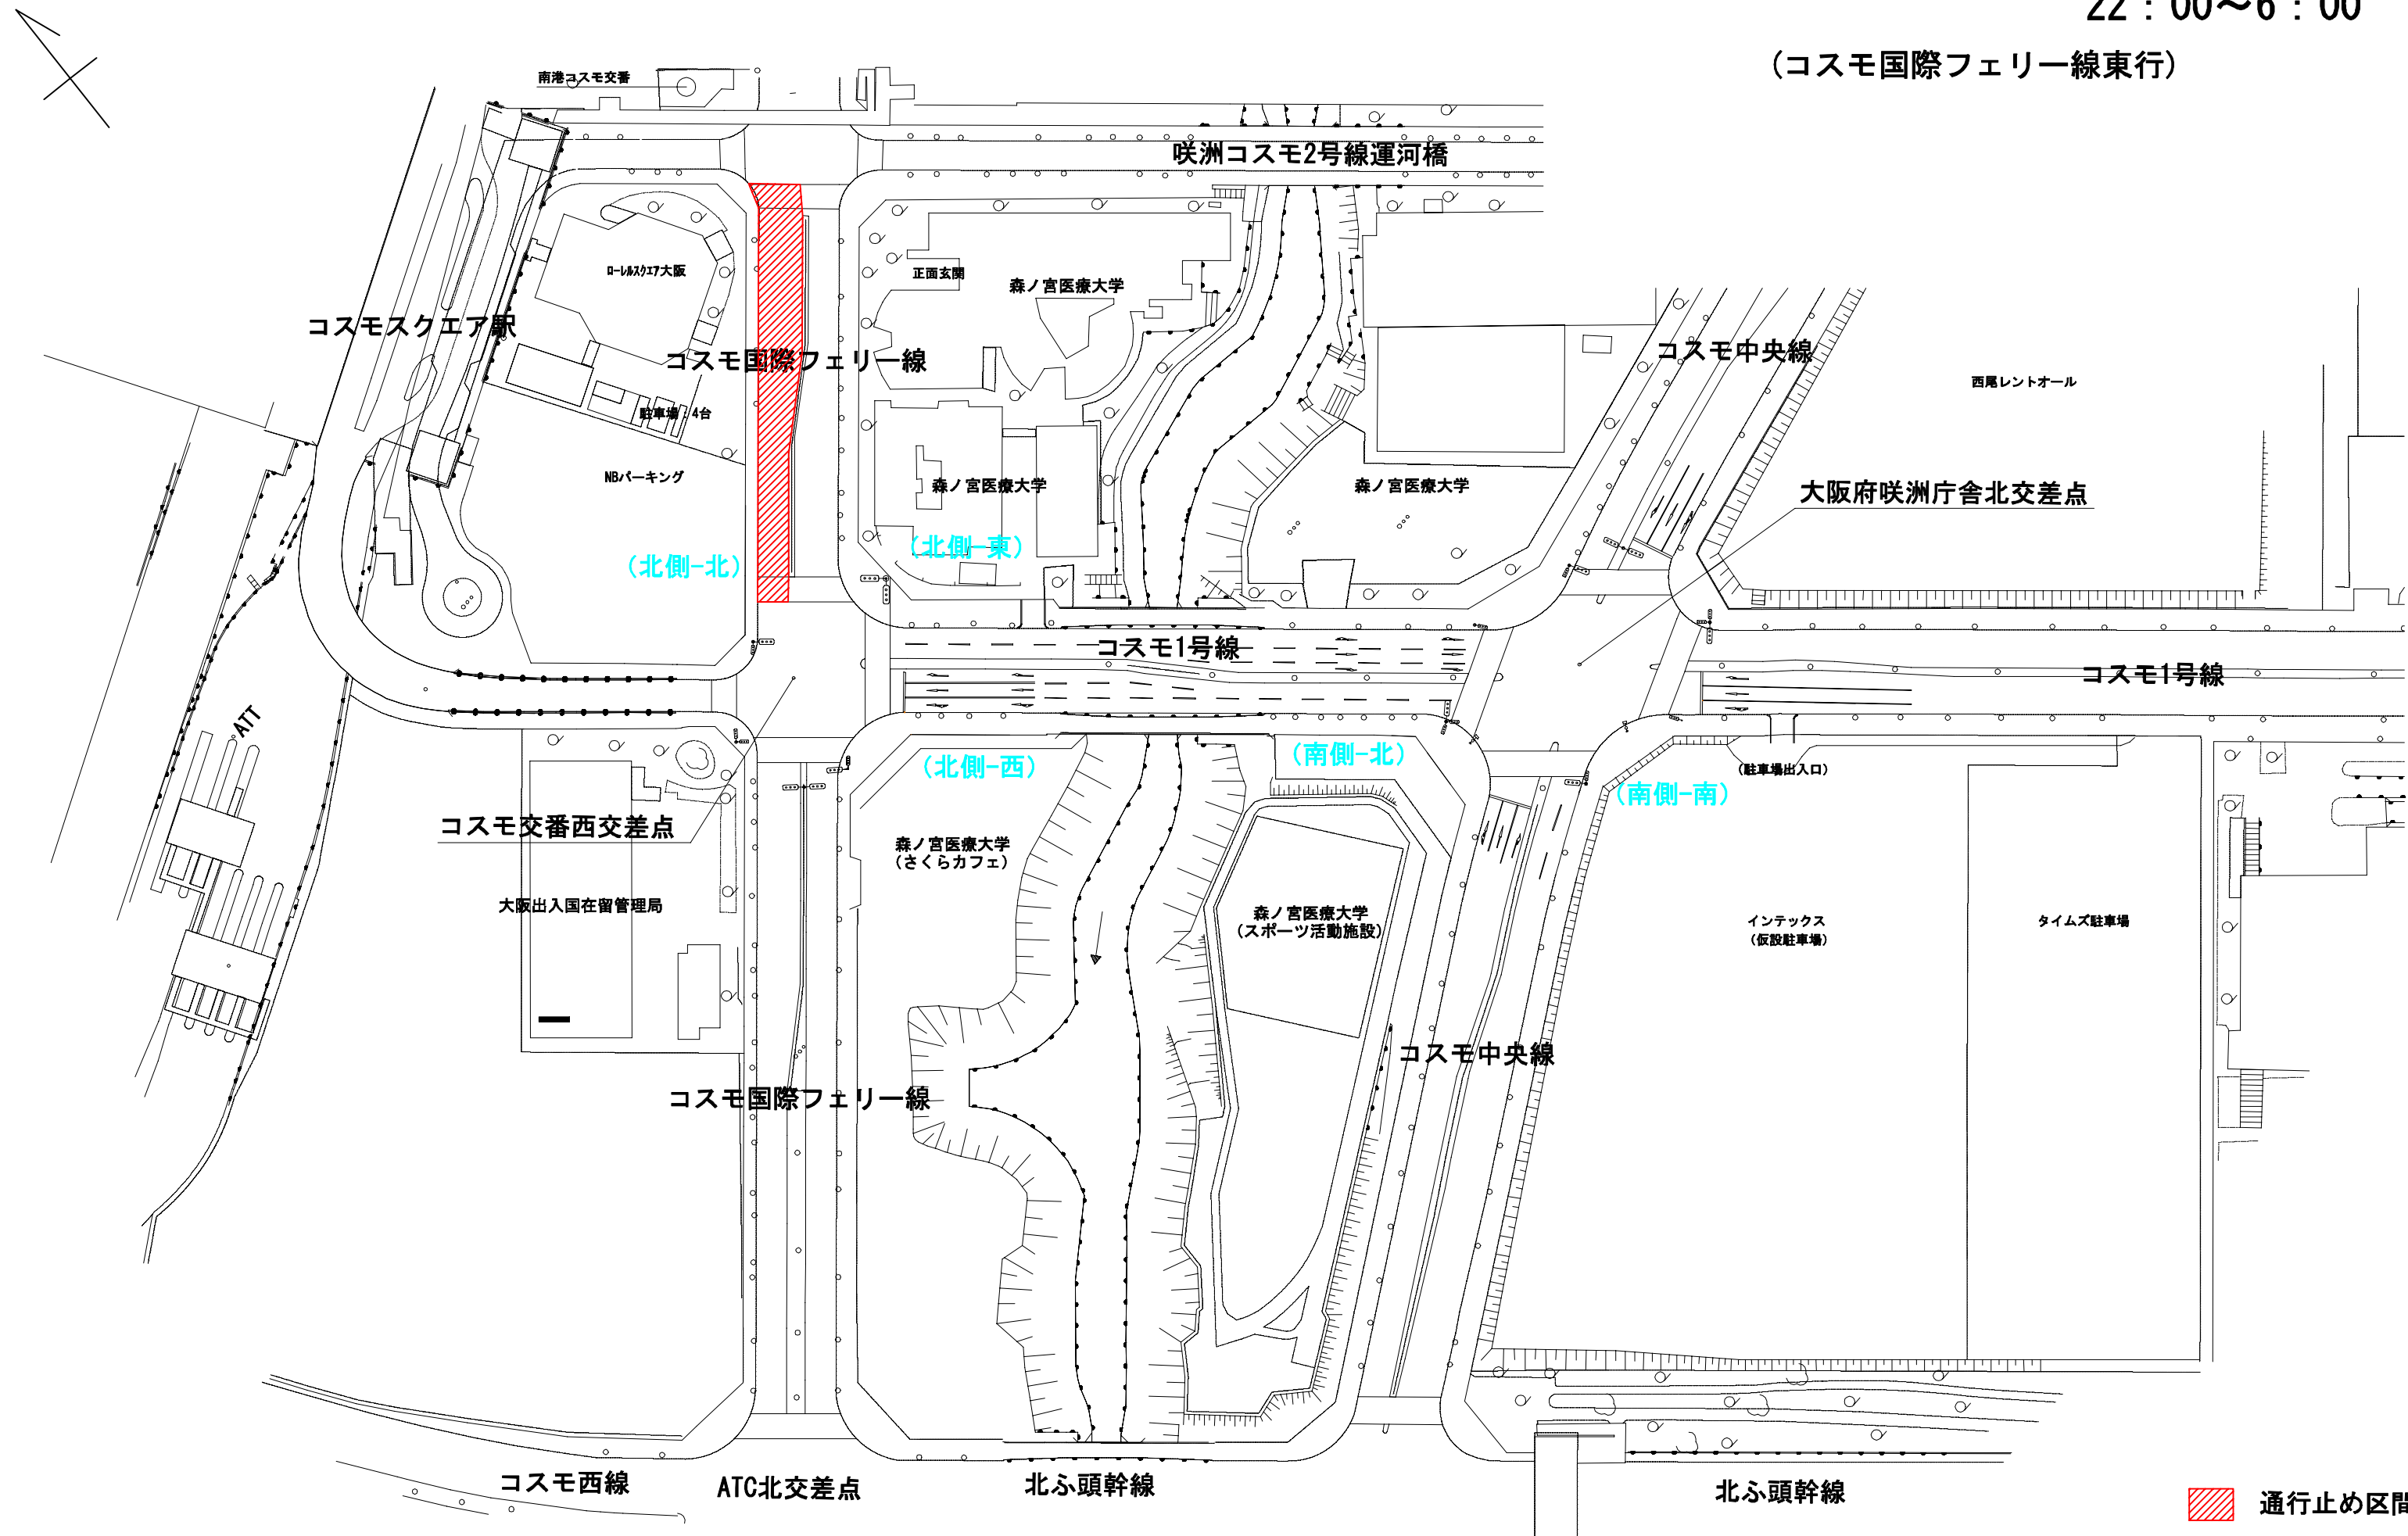 22：00～6：00
(コスモ国際フェリー線東行)
南港コスモ交番
咲洲コスモ2号線運河橋
ローレルスクエア大阪
正面玄関
森ノ宮医療大学
コスモスクエア駅
コスモ国際フェリー線
コスモ中央線
西尾レントオール
駐車場：4台
NBパーキング
森ノ宮医療大学
森ノ宮医療大学
大阪府咲洲庁舎北交差点
(北側-東)
(北側-北)
コスモ1号線
コスモ1号線
ATT
(北側-西)
(南側-北)
(駐車場出入口)
(南側-南)
コスモ交番西交差点
森ノ宮医療大学
(さくらカフェ)
大阪出入国在留管理局
森ノ宮医療大学
(スポーツ活動施設)
インテックス
(仮設駐車場)
タイムズ駐車場
コスモ中央線
コスモ国際フェリー線
コスモ西線
ATC北交差点
北ふ頭幹線
北ふ頭幹線
通行止め区間